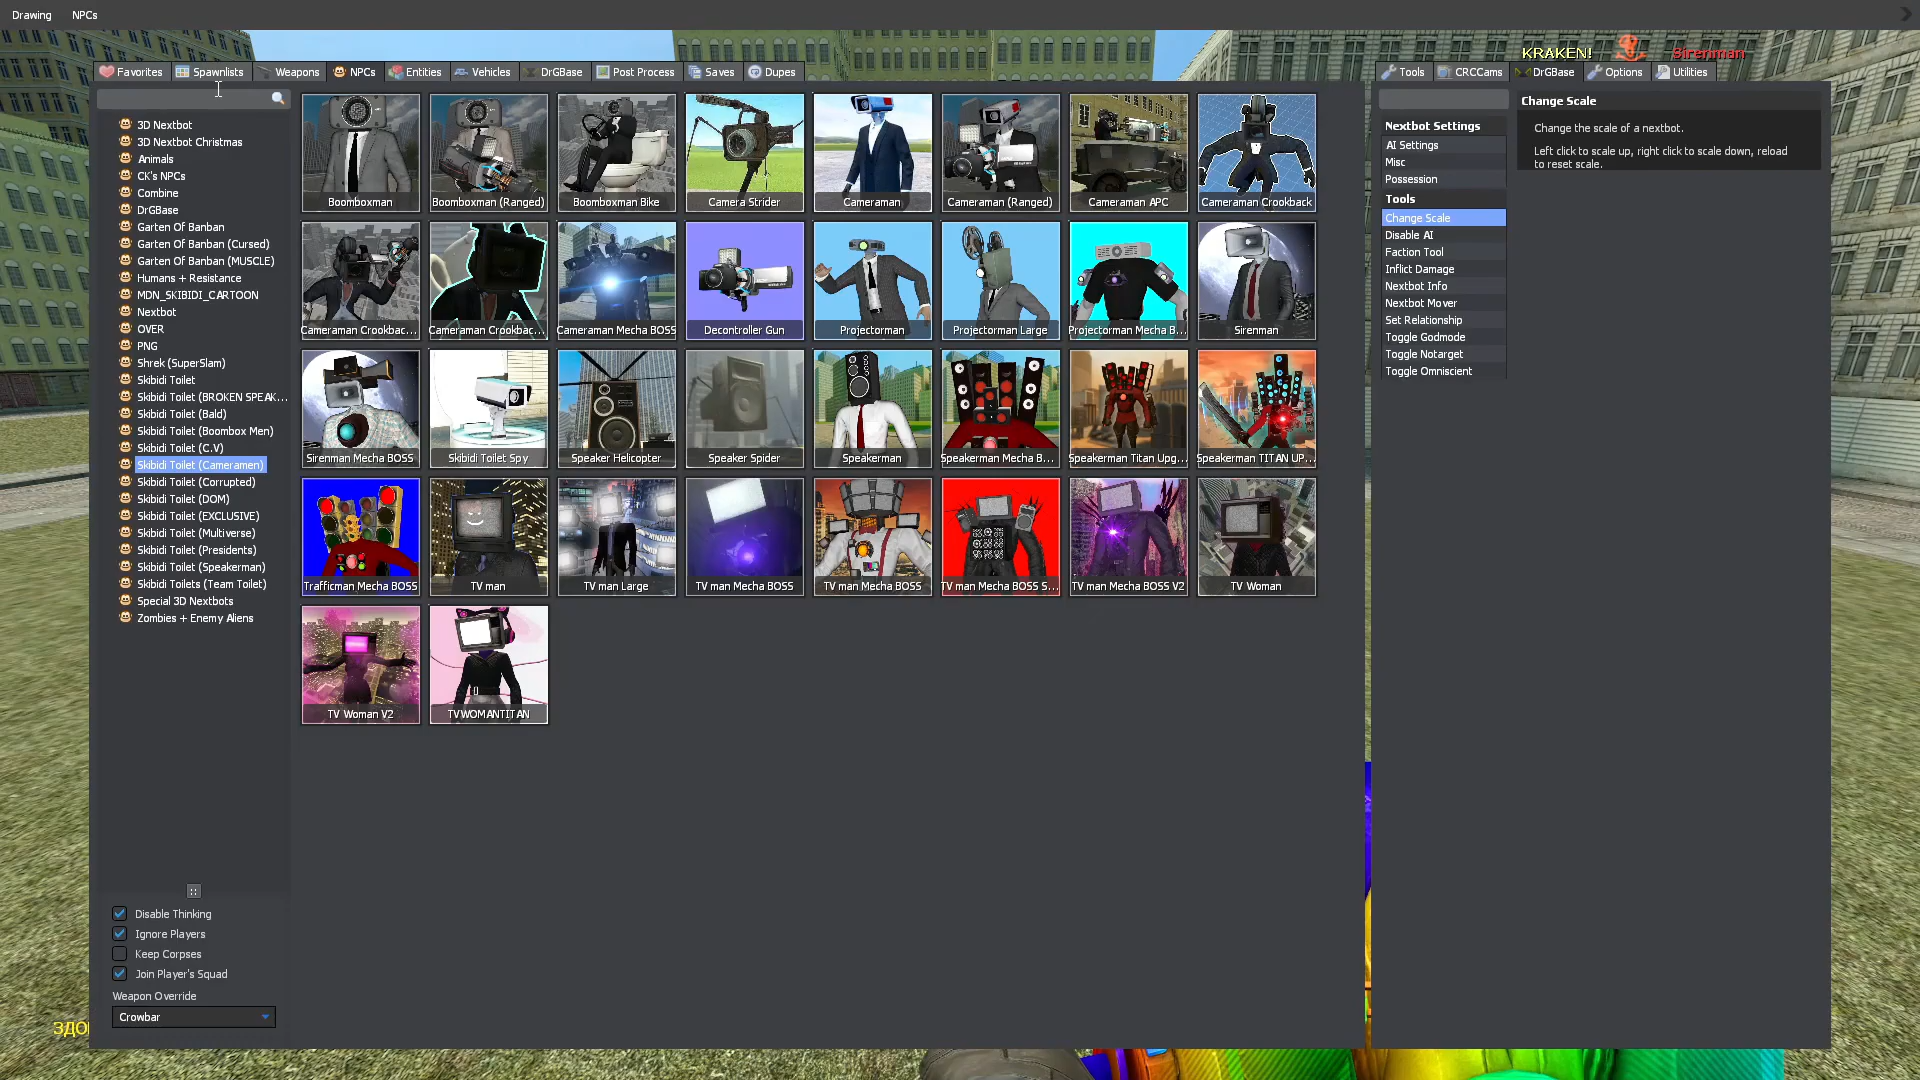 Drawing NPCs
KRAKEN! Sirenman
Favorites Spawnlists Weapons NPCs Entities Vehicles DrGBase Post Process Saves Dupes
Tools CRCCams DrGBase Options Utilities
3D Nextbot
3D Nextbot Christmas
Animals
CK's NPCs
Combine
DrGBase
Garten Of Banban
Garten Of Banban (Cursed)
Garten Of Banban (MUSCLE)
Humans + Resistance
MDN_SKIBIDI_CARTOON
Nextbot
OVER
PNG
Shrek (SuperSlam)
Skibidi Toilet
Skibidi Toilet (BROKEN SPEAK...
Skibidi Toilet (Bald)
Skibidi Toilet (Boombox Men)
Skibidi Toilet (C.V)
Skibidi Toilet (Cameramen)
Skibidi Toilet (Corrupted)
Skibidi Toilet (DOM)
Skibidi Toilet (EXCLUSIVE)
Skibidi Toilet (Multiverse)
Skibidi Toilet (Presidents)
Skibidi Toilet (Speakerman)
Skibidi Toilets (Team Toilet)
Special 3D Nextbots
Zombies + Enemy Aliens
Disable Thinking
Ignore Players
Keep Corpses
Join Player's Squad
Weapon Override
Crowbar
ЗДО
Boomboxman Boomboxman (Ranged) Boomboxman Bike Camera Strider Cameraman Cameraman (Ranged) Cameraman APC Cameraman Crookback
Cameraman Crookbac... Cameraman Crookbac... Cameraman Mecha BOSS Decontroller Gun Projectorman Projectorman Large Projectorman Mecha B... Sirenman
Sirenman Mecha BOSS Skibidi Toilet Spy Speaker Helicopter Speaker Spider Speakerman Speakerman Mecha B... Speakerman Titan Upg... Speakerman TITAN UP...
Trafficman Mecha BOSS TV man TV man Large TV man Mecha BOSS TV man Mecha BOSS TV man Mecha BOSS S... TV man Mecha BOSS V2 TV Woman
TV Woman V2 TVWOMANTITAN
Nextbot Settings
AI Settings
Misc
Possession
Tools
Change Scale
Disable AI
Faction Tool
Inflict Damage
Nextbot Info
Nextbot Mover
Set Relationship
Toggle Godmode
Toggle Notarget
Toggle Omniscient
Change Scale
Change the scale of a nextbot.
Left click to scale up, right click to scale down, reload
to reset scale.